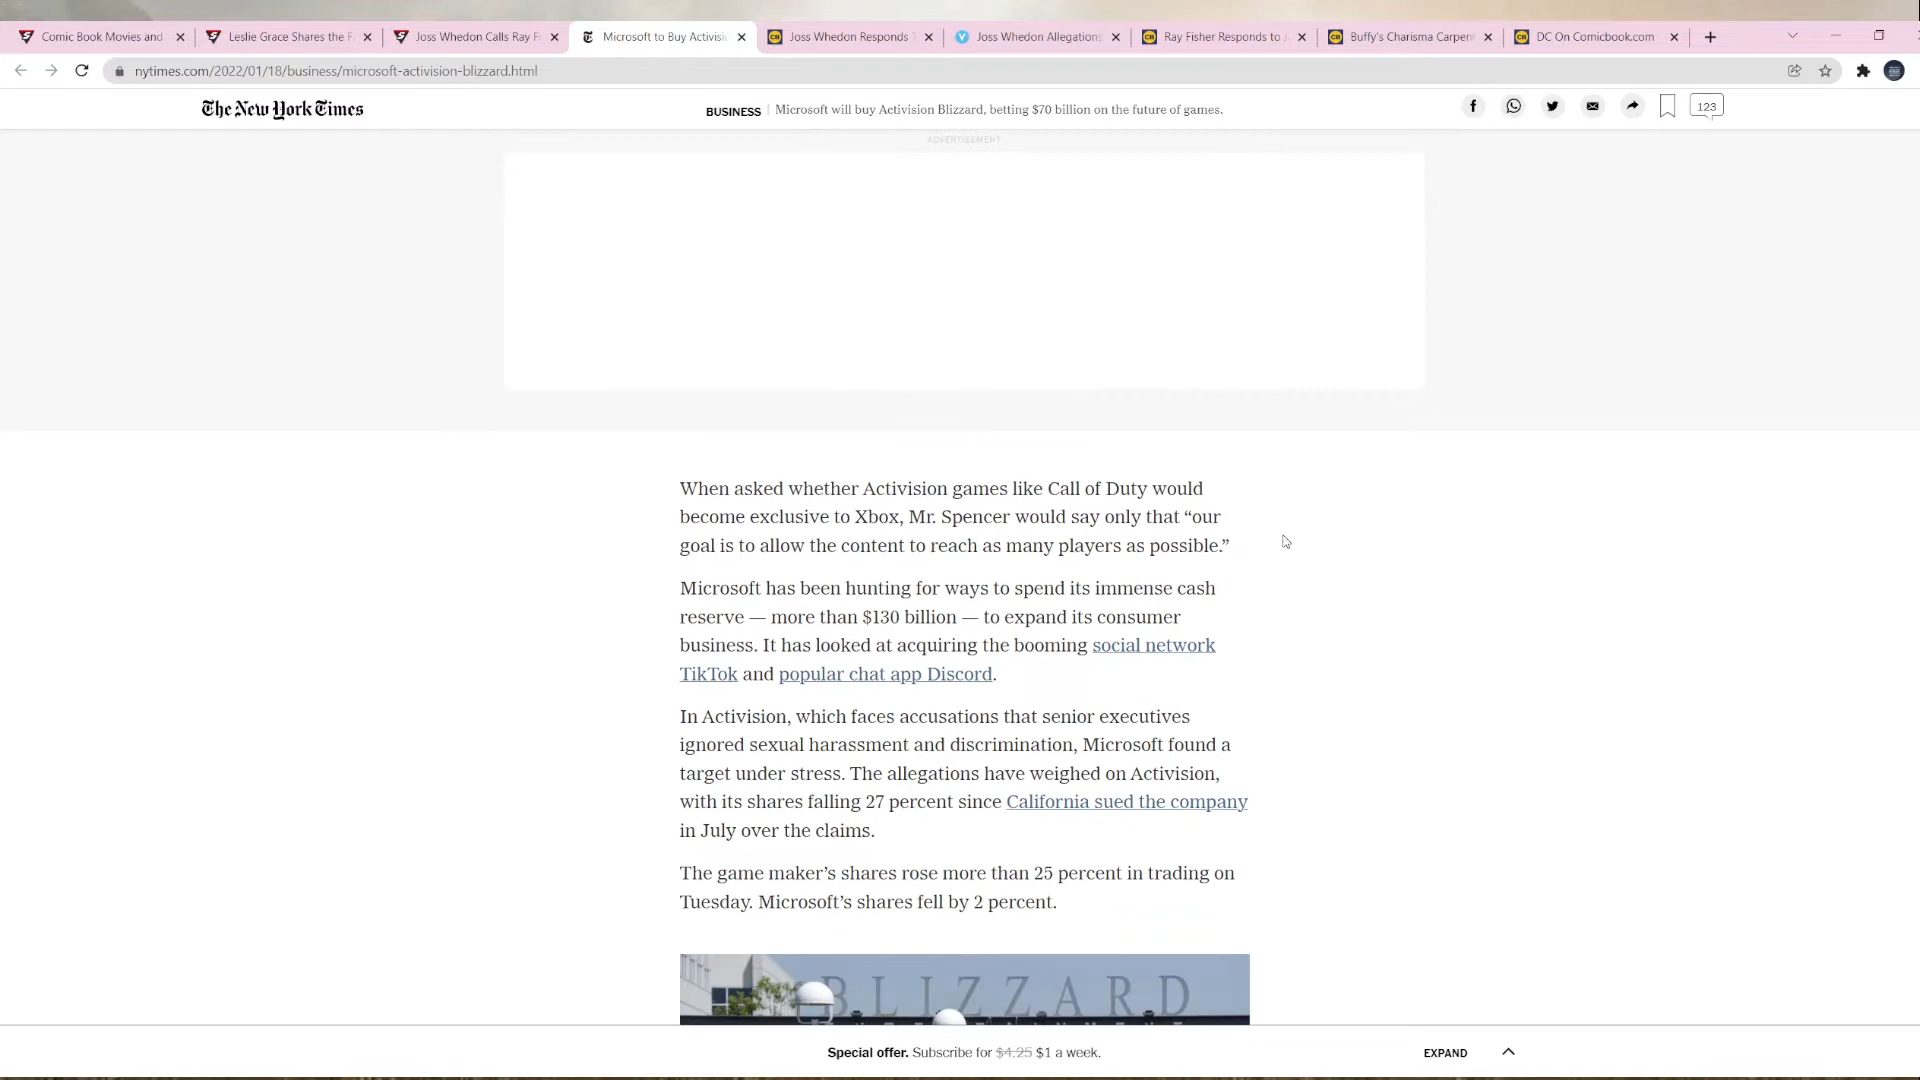 Comic Book Movies and
Leslie Grace Shares the F
Joss Whedon Calls Ray F
Microsoft to Buy Activisi
Joss Whedon Responds T
Joss Whedon Allegations
Ray Fisher Responds to J
Buffy's Charisma Carpent
DC On Comicbook.com
nytimes.com/2022/01/18/business/microsoft-activision-blizzard.html
The New York Times
BUSINESS | Microsoft will buy Activision Blizzard, betting $70 billion on the future of games.
123
ADVERTISEMENT
When asked whether Activision games like Call of Duty would
become exclusive to Xbox, Mr. Spencer would say only that “our
goal is to allow the content to reach as many players as possible.”
Microsoft has been hunting for ways to spend its immense cash
reserve — more than $130 billion — to expand its consumer
business. It has looked at acquiring the booming social network
TikTok and popular chat app Discord.
In Activision, which faces accusations that senior executives
ignored sexual harassment and discrimination, Microsoft found a
target under stress. The allegations have weighed on Activision,
with its shares falling 27 percent since California sued the company
in July over the claims.
The game maker’s shares rose more than 25 percent in trading on
Tuesday. Microsoft’s shares fell by 2 percent.
BLIZZARD
Special offer. Subscribe for $4.25 $1 a week.
EXPAND